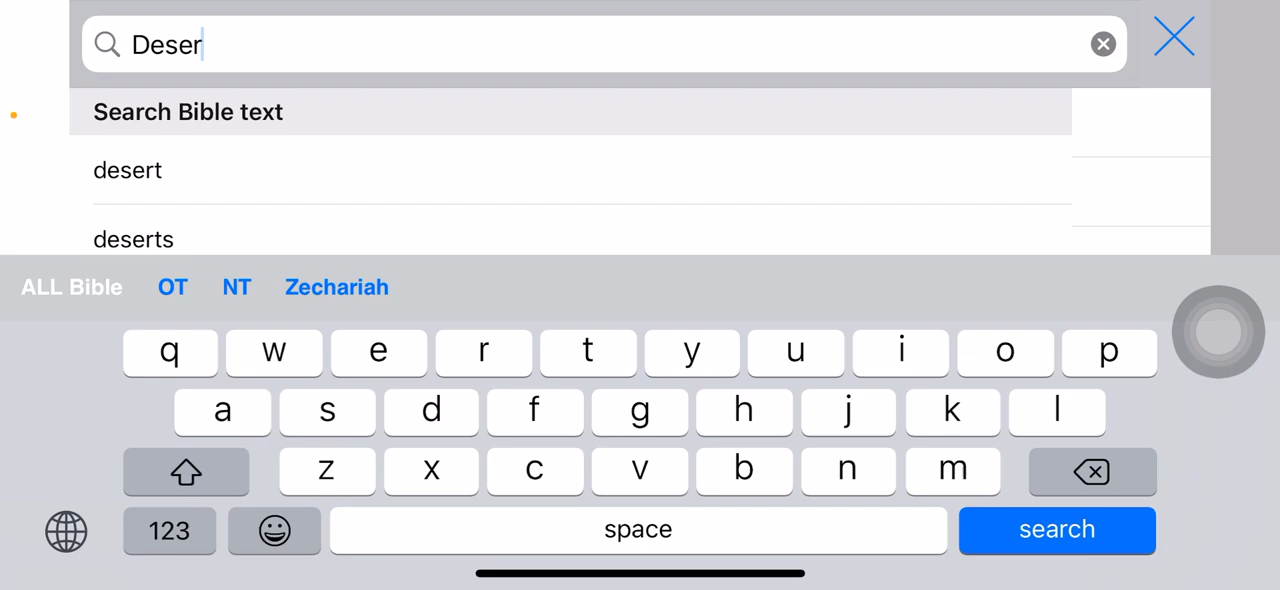 Deser
Search Bible text
desert
deserts
ALL Bible OT NT Zechariah
q w e r t y u i o p
a s d f g h j k l
z x c v b n m
123 space search